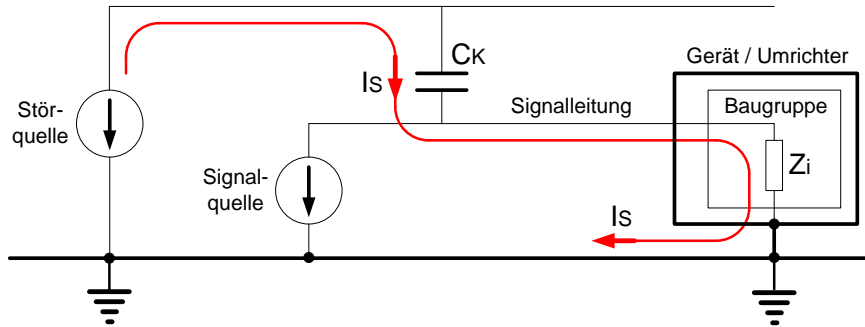 Gerät / Umrichter
CK
IS
Stör-
quelle
Signalleitung
Baugruppe
Signal-
quelle
Zi
IS